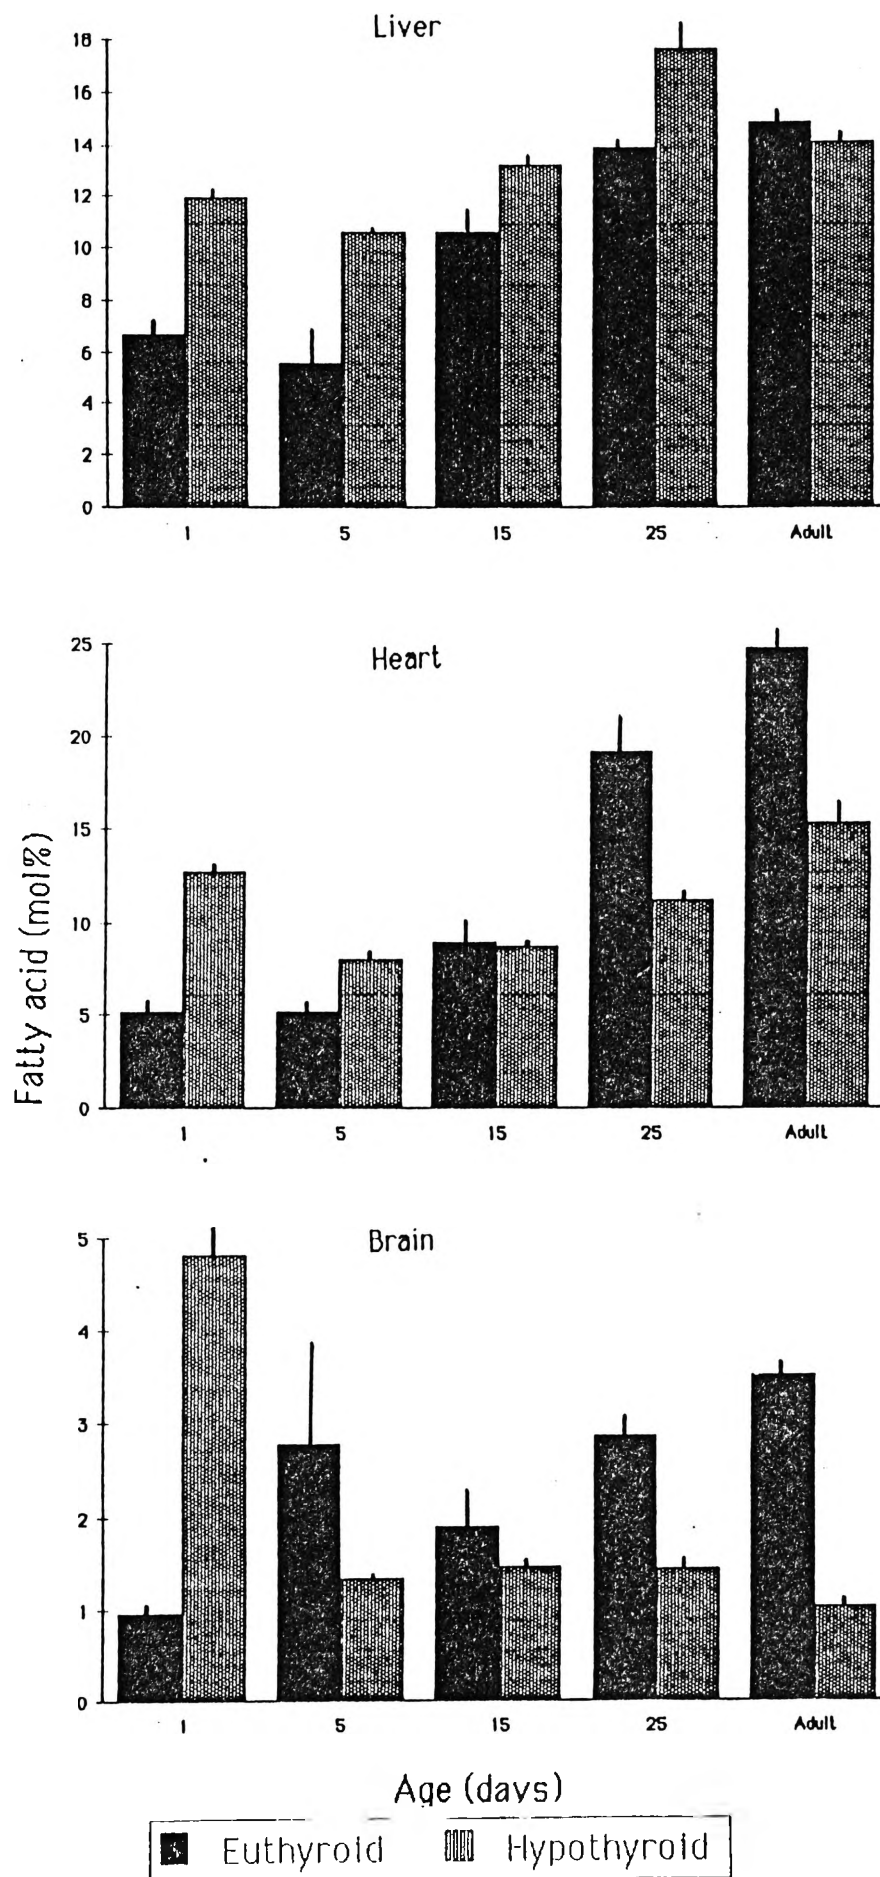 Liver
18
16
14
12
10
8
6
4
2
0
1 5 15 25 Adult
Heart
25
20
15
10
5
0
1 5 15 25 Adult
Fatty acid (mol%)
Brain
5
4
3
2
1
0
1 5 15 25 Adult
Age (days)
Euthyroid Hypothyroid